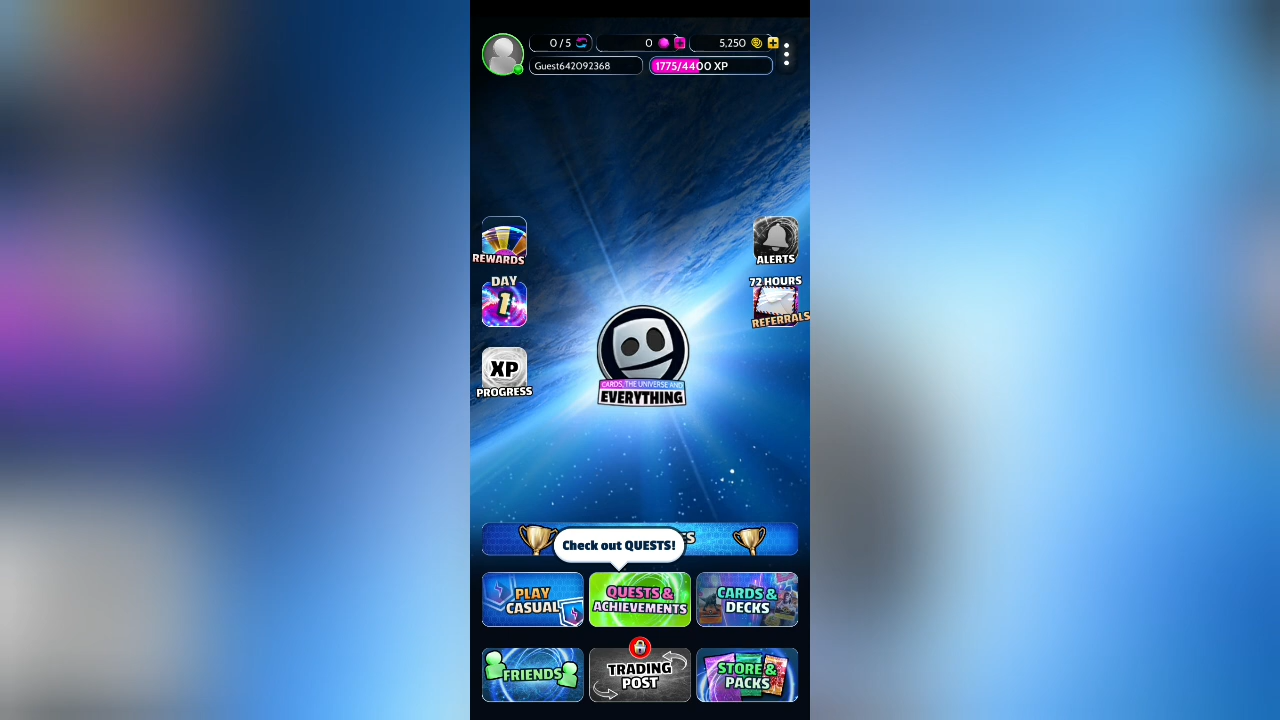 0 / 5
0
5,250
Guest642092368
1775/4400 XP
REWARDS
ALERTS
DAY
1
72 HOURS
REFERRALS
XP
PROGRESS
CARDS, THE UNIVERSE AND
EVERYTHING
Check out QUESTS!
PLAY
CASUAL
QUESTS &
ACHIEVEMENTS
CARDS &
DECKS
FRIENDS
TRADING
POST
STORE &
PACKS